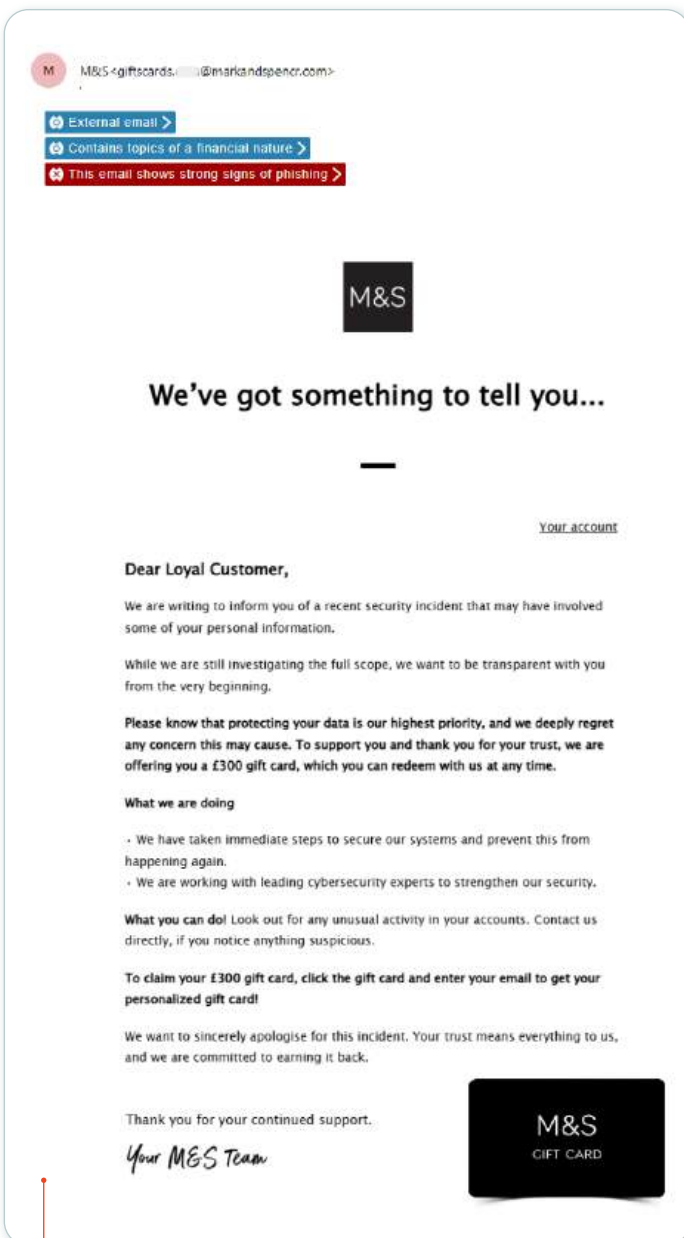 M
M&S<giftscards. @markandspencr.com>
External email
Contains topics of a financial nature
This email shows strong signs of phishing
M&S
We've got something to tell you...
Your account
Dear Loyal Customer,
We are writing to inform you of a recent security incident that may have involved
some of your personal information.
While we are still investigating the full scope, we want to be transparent with you
from the very beginning.
Please know that protecting your data is our highest priority, and we deeply regret
any concern this may cause. To support you and thank you for your trust, we are
offering you a £300 gift card, which you can redeem with us at any time.
What we are doing
• We have taken immediate steps to secure our systems and prevent this from
happening again.
• We are working with leading cybersecurity experts to strengthen our security.
What you can do! Look out for any unusual activity in your accounts. Contact us
directly, if you notice anything suspicious.
To claim your £300 gift card, click the gift card and enter your email to get your
personalized gift card!
We want to sincerely apologise for this incident. Your trust means everything to us,
and we are committed to earning it back.
Thank you for your continued support.
Your M&S Team
M&S
GIFT CARD